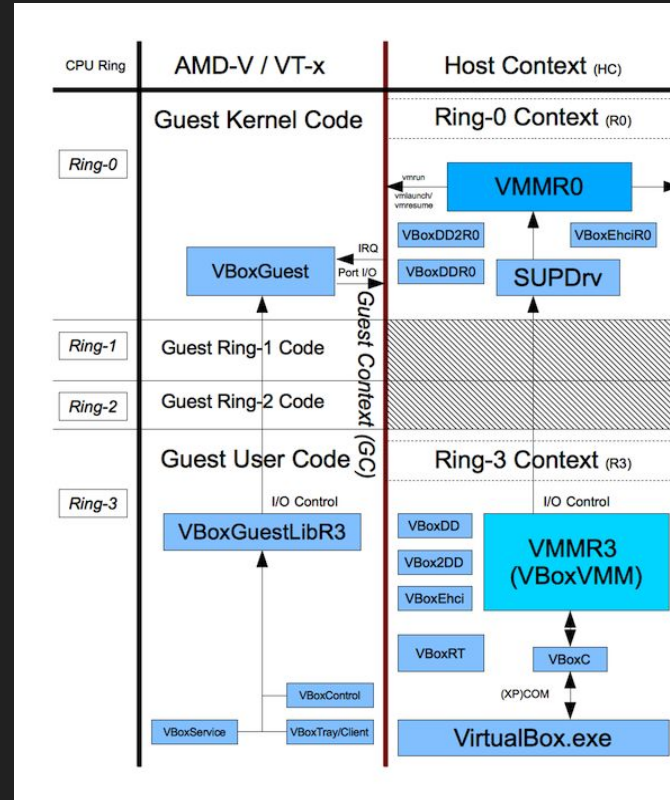 CPU Ring
AMD-V / VT-x
Host Context (HC)
Guest Kernel Code
Ring-0 Context (R0)
Ring-0
vmrun
vmlaunch/
vmresume
VMMR0
VBoxDD2R0
VBoxEhciR0
IRQ
VBoxGuest
Port I/O
VBoxDDR0
SUPDrv
Guest Context (GC)
Ring-1
Guest Ring-1 Code
Ring-2
Guest Ring-2 Code
Guest User Code
Ring-3 Context (R3)
Ring-3
I/O Control
I/O Control
VBoxGuestLibR3
VBoxDD
VMMR3
(VBoxVMM)
VBox2DD
VBoxEhci
VBoxRT
VBoxC
VBoxControl
(XP)COM
VBoxService
VBoxTray/Client
VirtualBox.exe